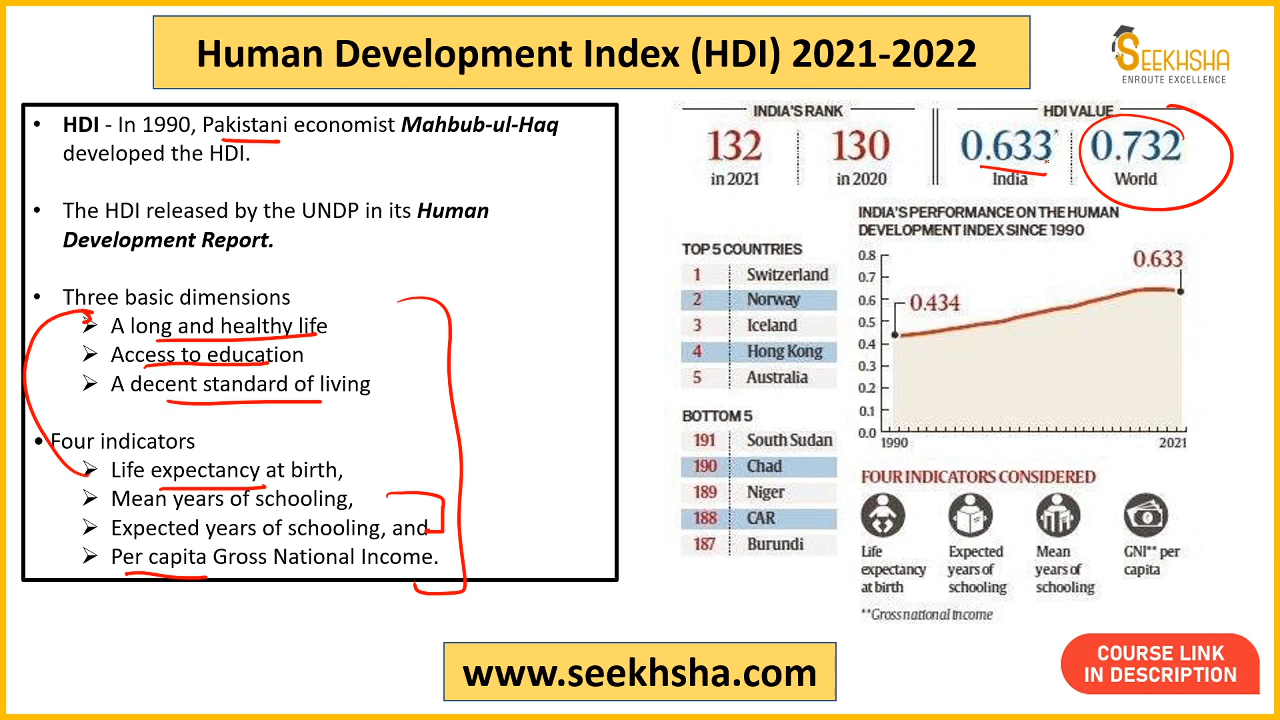 Human Development Index (HDI) 2021-2022
SEEKHSHA
ENROUTE EXCELLENCE
• HDI - In 1990, Pakistani economist Mahbub-ul-Haq
developed the HDI.
• The HDI released by the UNDP in its Human
Development Report.
• Three basic dimensions
➢ A long and healthy life
➢ Access to education
➢ A decent standard of living
• Four indicators
➢ Life expectancy at birth,
➢ Mean years of schooling,
➢ Expected years of schooling, and
➢ Per capita Gross National Income.
INDIA'S RANK
132
in 2021
130
in 2020
HDI VALUE
0.633*
India
0.732
World
TOP 5 COUNTRIES
1 Switzerland
2 Norway
3 Iceland
4 Hong Kong
5 Australia
BOTTOM 5
191 South Sudan
190 Chad
189 Niger
188 CAR
187 Burundi
INDIA'S PERFORMANCE ON THE HUMAN
DEVELOPMENT INDEX SINCE 1990
0.8
0.7
0.6
0.5
0.4
0.3
0.2
0.1
0.0
0.434
0.633
1990
2021
FOUR INDICATORS CONSIDERED
Life
expectancy
at birth
Expected
years of
schooling
Mean
years of
schooling
GNI** per
capita
**Gross national income
www.seekhsha.com
COURSE LINK
IN DESCRIPTION